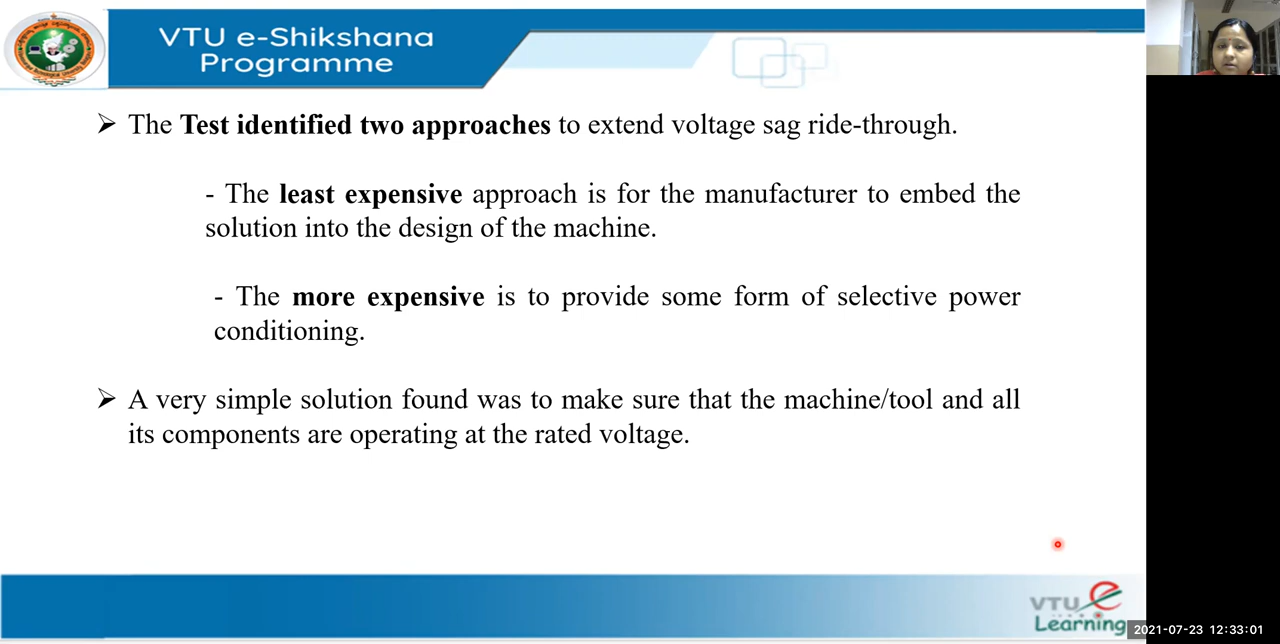 VTU e-Shikshana
Programme
➢ The Test identified two approaches to extend voltage sag ride-through.
- The least expensive approach is for the manufacturer to embed the
solution into the design of the machine.
- The more expensive is to provide some form of selective power
conditioning.
➢ A very simple solution found was to make sure that the machine/tool and all
its components are operating at the rated voltage.
VTU e
Learning
2021-07-23 12:33:01